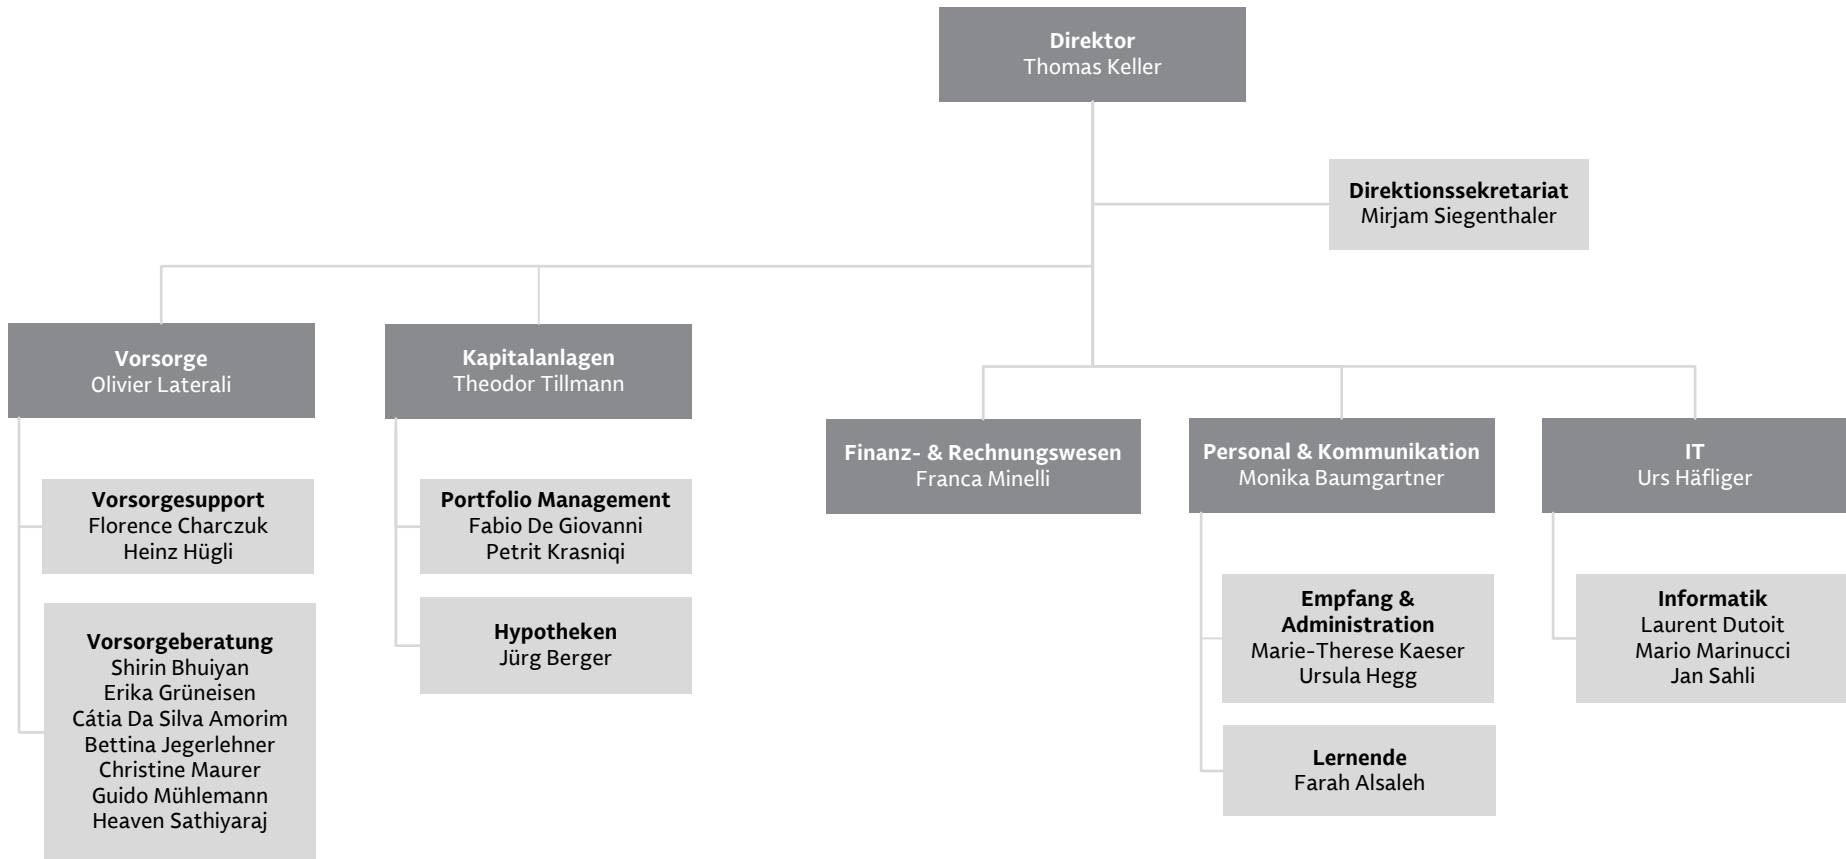 Direktor
Thomas Keller
Direktionssekretariat
Mirjam Siegenthaler
Vorsorge
Olivier Laterali
Kapitalanlagen
Theodor Tillmann
Finanz- & Rechnungswesen
Franca Minelli
Personal & Kommunikation
Monika Baumgartner
IT
Urs Häfliger
Vorsorgesupport
Florence Charczuk
Heinz Hügli
Portfolio Management
Fabio De Giovanni
Petrit Krasniqi
Vorsorgeberatung
Shirin Bhuiyan
Erika Grüneisen
Cátia Da Silva Amorim
Bettina Jegerlehner
Christine Maurer
Guido Mühlemann
Heaven Sathiyaraj
Hypotheken
Jürg Berger
Empfang &
Administration
Marie-Therese Kaeser
Ursula Hegg
Informatik
Laurent Dutoit
Mario Marinucci
Jan Sahli
Lernende
Farah Alsaleh